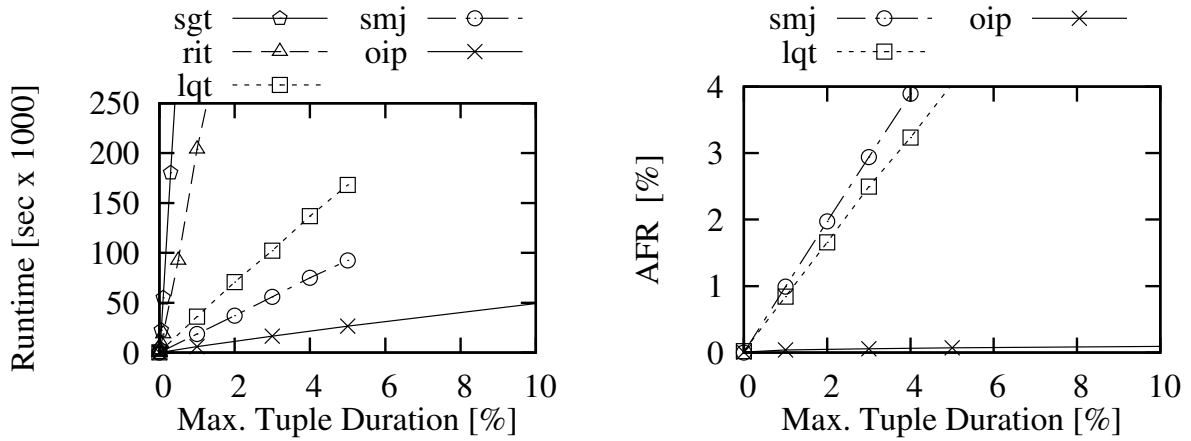 sgt smj
rit oip
lqt
250
200
150
100
50
0
0 2 4 6 8 10
Runtime [sec x 1000]
Max. Tuple Duration [%]
smj oip
lqt
4
3
2
1
0
0 2 4 6 8 10
AFR [%]
Max. Tuple Duration [%]